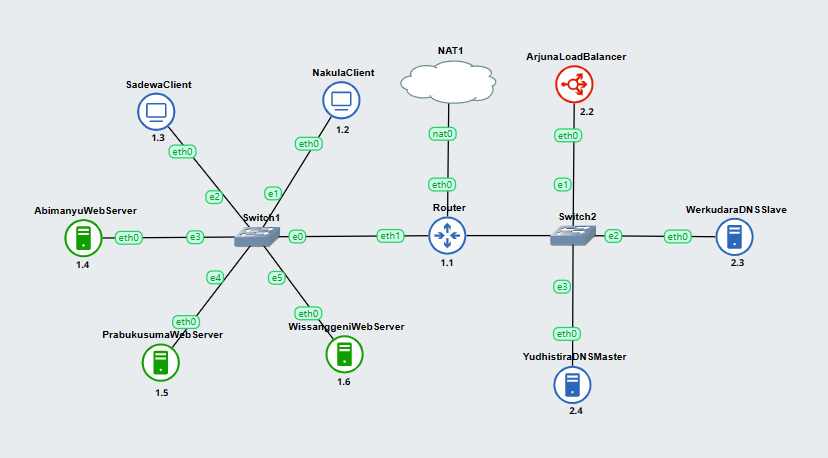 NAT1
ArjunaLoadBalancer
NakulaClient
SadewaClient
2.2
1.2
1.3
nat0
eth0
eth0
eth0
eth0
e1
eth0
e2
e1
AbimanyuWebServer
Router
WerkudaraDNSSlave
Switch1
Switch2
eth0
e3
e0
eth1
e2
eth0
1.4
1.1
2.3
e4
e5
e3
eth0
eth0
eth0
PrabukusumaWebServer
WissanggeniWebServer
YudhistiraDNSMaster
1.5
1.6
2.4